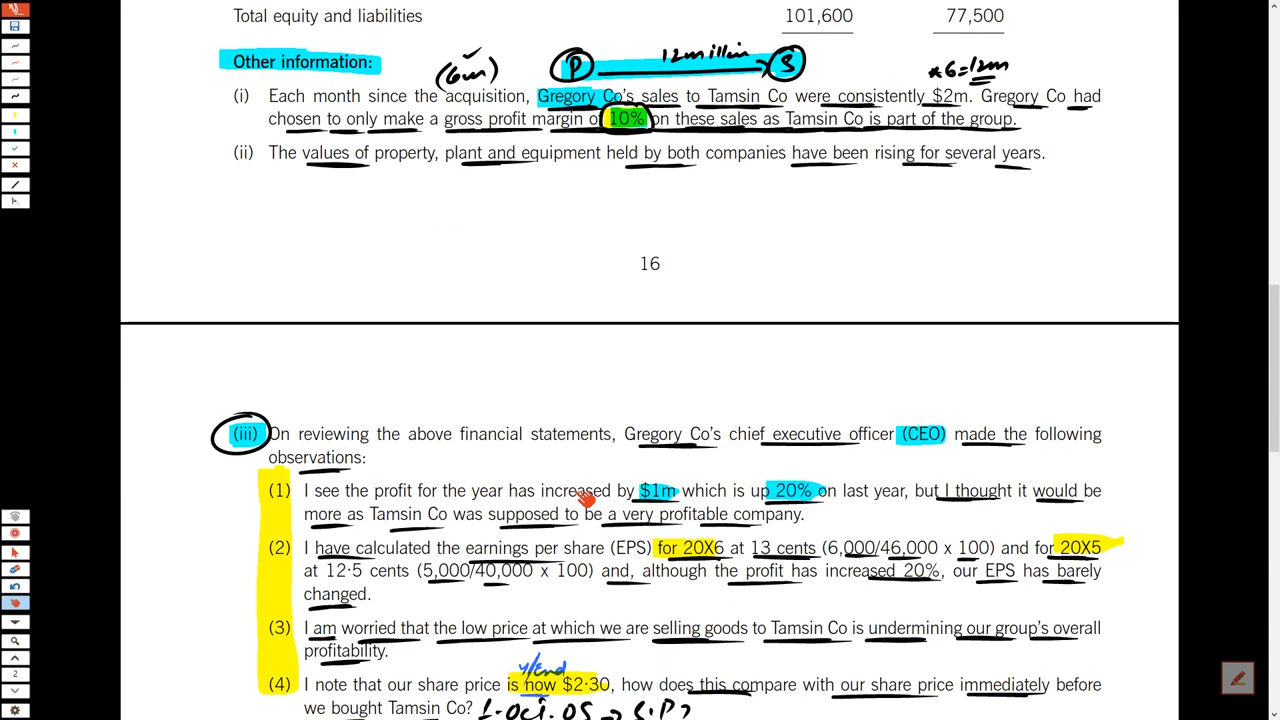 Total equity and liabilities 101,600 77,500
Other information: (6m) P 12millin S *6=12m
(i) Each month since the acquisition, Gregory Co's sales to Tamsin Co were consistently $2m. Gregory Co had
chosen to only make a gross profit margin of 10% on these sales as Tamsin Co is part of the group.
(ii) The values of property, plant and equipment held by both companies have been rising for several years.
16
(iii) On reviewing the above financial statements, Gregory Co's chief executive officer (CEO) made the following
observations:
(1) I see the profit for the year has increased by $1m which is up 20% on last year, but I thought it would be
more as Tamsin Co was supposed to be a very profitable company.
(2) I have calculated the earnings per share (EPS) for 20X6 at 13 cents (6,000/46,000 x 100) and for 20X5
at 12·5 cents (5,000/40,000 x 100) and, although the profit has increased 20%, our EPS has barely
changed.
(3) I am worried that the low price at which we are selling goods to Tamsin Co is undermining our group's overall
profitability.
y/End
(4) I note that our share price is now $2·30, how does this compare with our share price immediately before
we bought Tamsin Co? 1-Oct-05 → S.P?
2